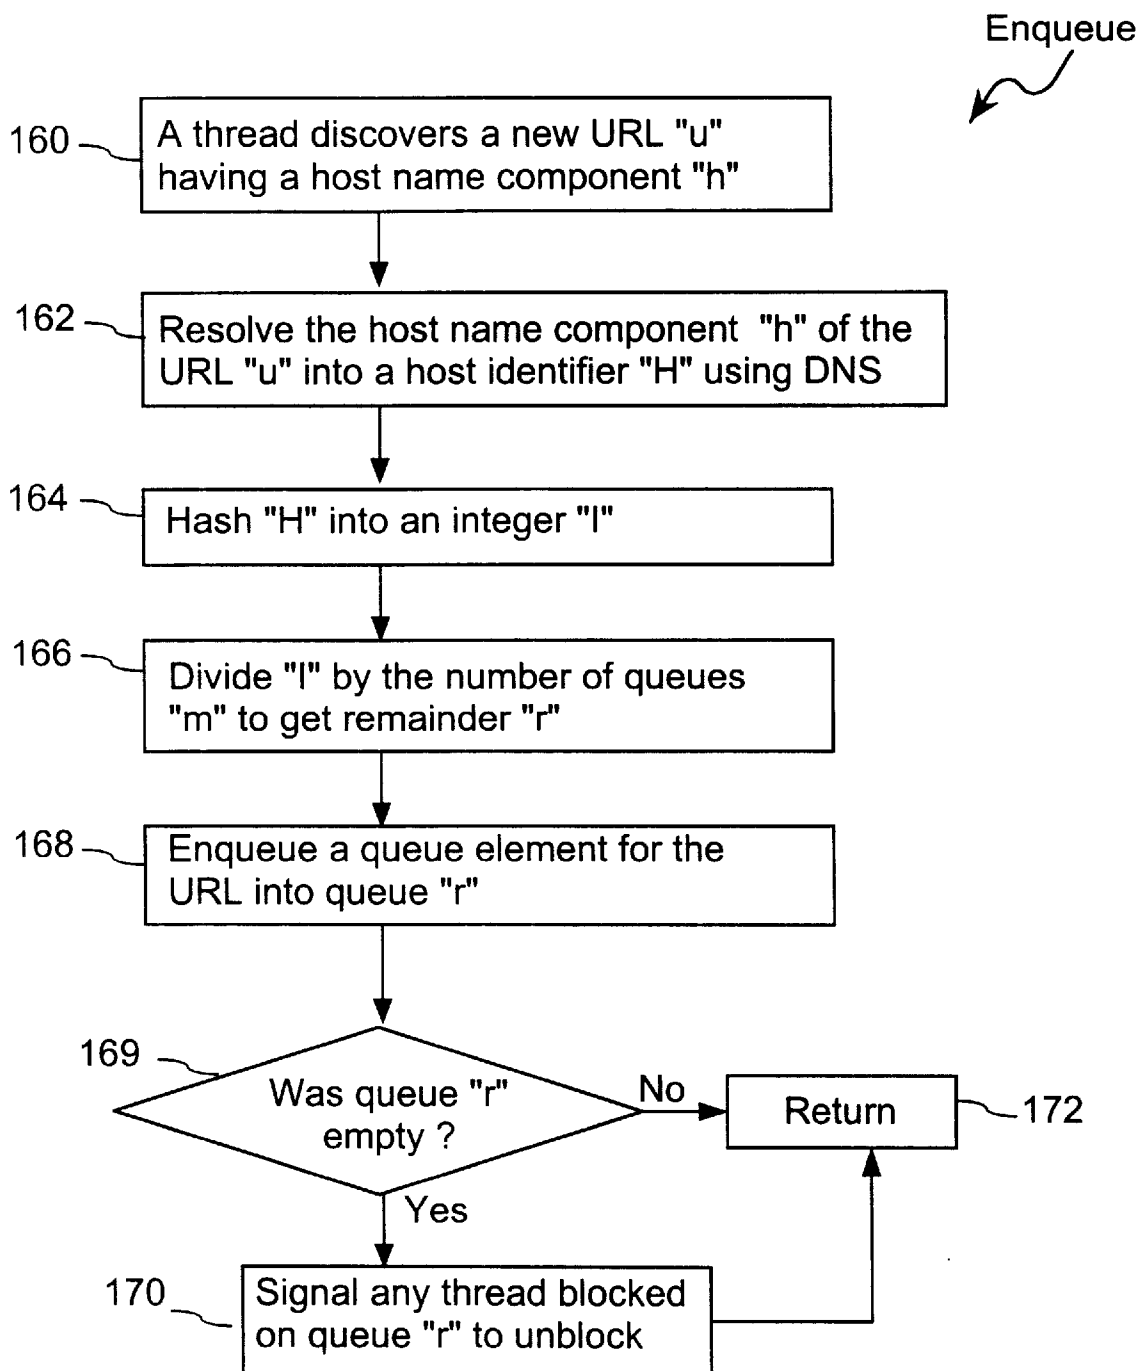 Enqueue
160
A thread discovers a new URL "u"
having a host name component "h"
162
Resolve the host name component "h" of the
URL "u" into a host identifier "H" using DNS
164
Hash "H" into an integer "I"
166
Divide "I" by the number of queues
"m" to get remainder "r"
168
Enqueue a queue element for the
URL into queue "r"
169
Was queue "r"
empty ?
No
Return
172
Yes
170
Signal any thread blocked
on queue "r" to unblock